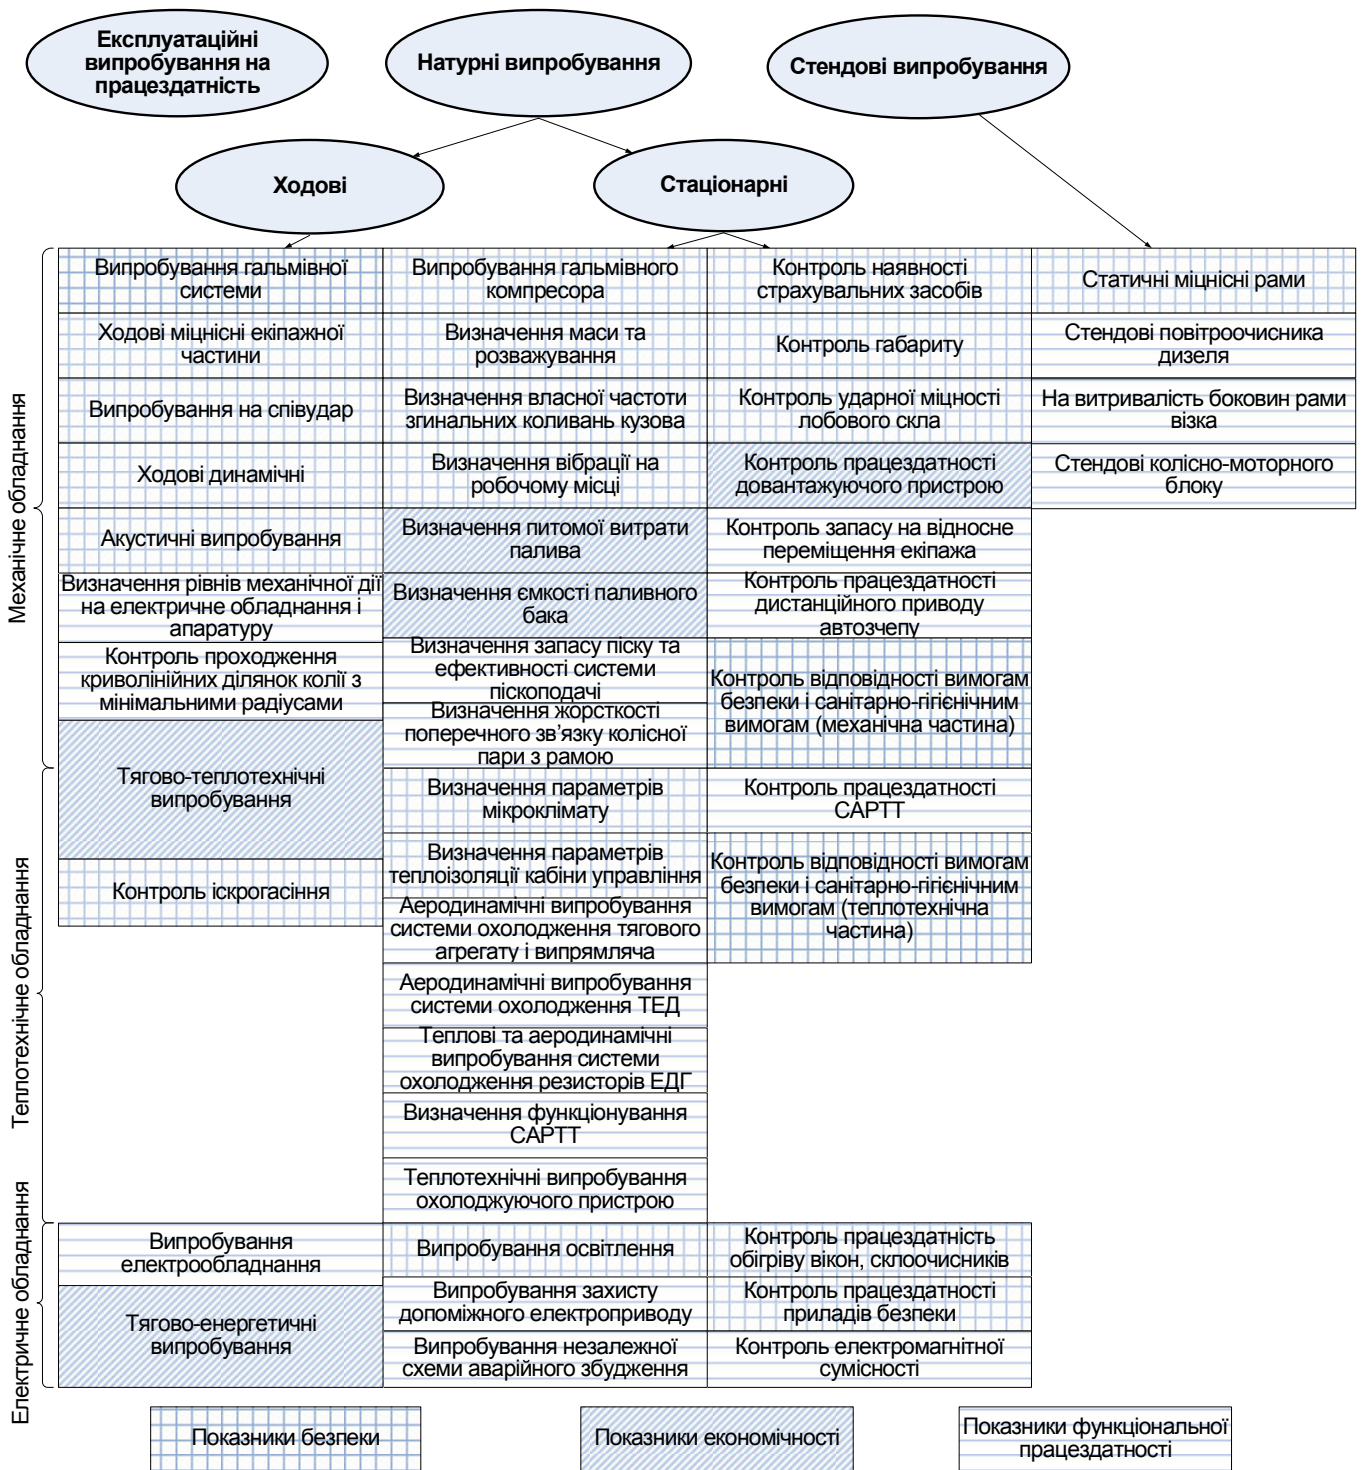 Експлуатаційні
випробування на
працездатність
Натурні випробування
Стендові випробування
Ходові
Стаціонарні
Механічне обладнання
Випробування гальмівної
системи
Випробування гальмівного
компресора
Контроль наявності
страхувальних засобів
Статичні міцнісні рами
Ходові міцнісні екіпажної
частини
Визначення маси та
розважування
Контроль габариту
Стендові повітроочисника
дизеля
Випробування на співудар
Визначення власної частоти
згинальних коливань кузова
Контроль ударної міцності
лобового скла
На витривалість боковин рами
візка
Ходові динамічні
Визначення вібрації на
робочому місці
Контроль працездатності
довантажуючого пристрою
Стендові колісно-моторного
блоку
Акустичні випробування
Визначення питомої витрати
палива
Контроль запасу на відносне
переміщення екіпажа
Визначення рівнів механічної дії
на електричне обладнання і
апаратуру
Визначення ємкості паливного
бака
Контроль працездатності
дистанційного приводу
автозчепу
Контроль проходження
криволінійних ділянок колії з
мінімальними радіусами
Визначення запасу піску та
ефективності системи
піскоподачі
Контроль відповідності вимогам
безпеки і санітарно-гігієнічним
вимогам (механічна частина)
Визначення жорсткості
поперечного зв’язку колісної
пари з рамою
Тягово-теплотехнічні
випробування
Теплотехнічне обладнання
Визначення параметрів
мікроклімату
Контроль працездатності
САРТТ
Контроль іскрогасіння
Визначення параметрів
теплоізоляції кабіни управління
Контроль відповідності вимогам
безпеки і санітарно-гігієнічним
вимогам (теплотехнічна
частина)
Аеродинамічні випробування
системи охолодження тягового
агрегату і випрямляча
Аеродинамічні випробування
системи охолодження ТЕД
Теплові та аеродинамічні
випробування системи
охолодження резисторів ЕДГ
Визначення функціонування
САРТТ
Теплотехнічні випробування
охолоджуючого пристрою
Електричне обладнання
Випробування
електрообладнання
Випробування освітлення
Контроль працездатність
обігріву вікон, склоочисників
Тягово-енергетичні
випробування
Випробування захисту
допоміжного електроприводу
Контроль працездатності
приладів безпеки
Випробування незалежної
схеми аварійного збудження
Контроль електромагнітної
сумісності
Показники безпеки
Показники економічності
Показники функціональної
працездатності